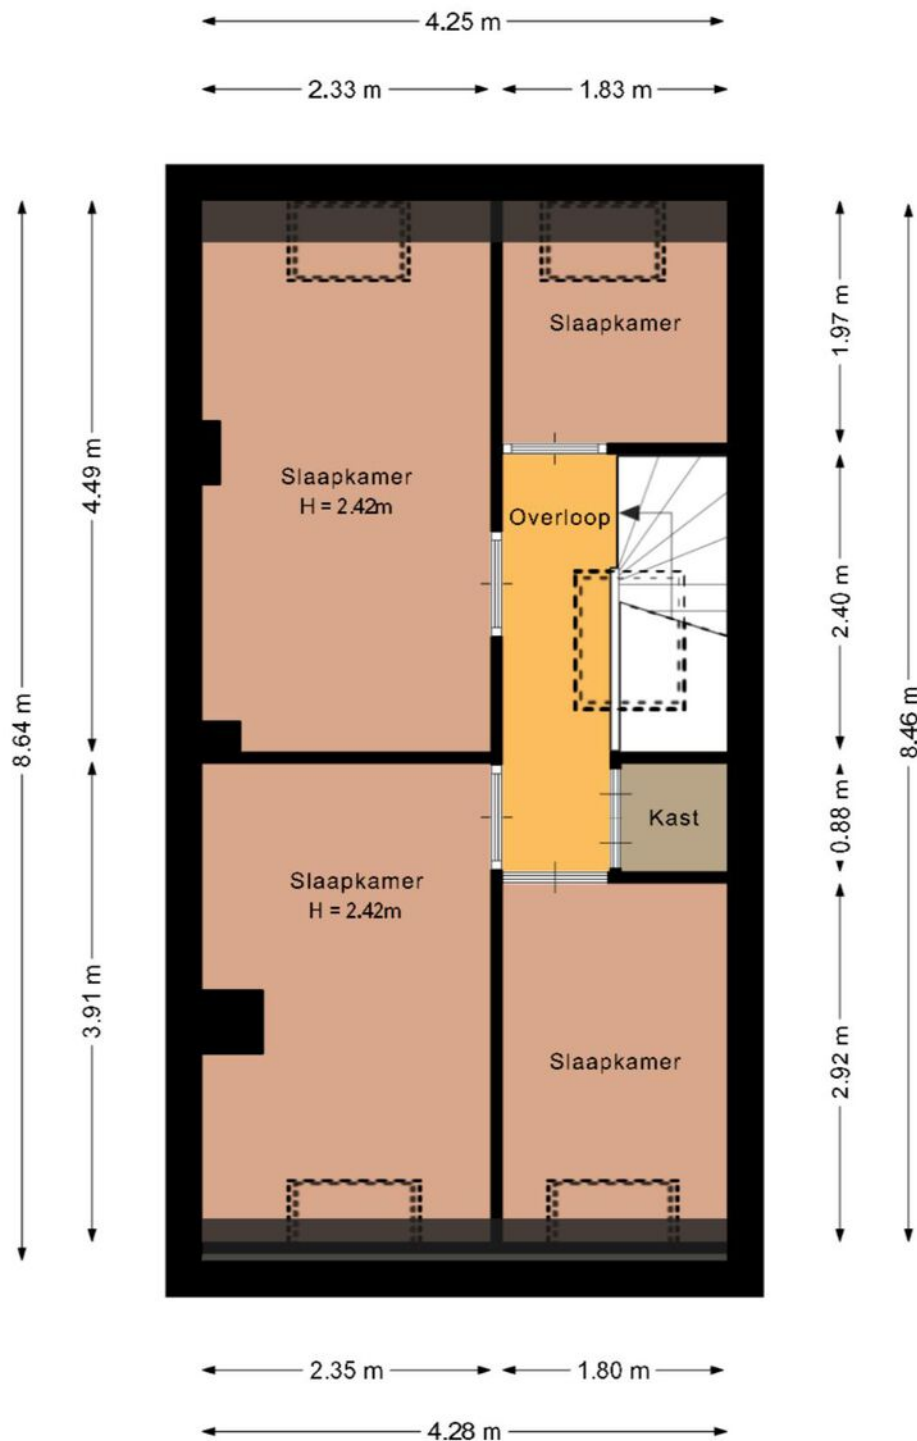 4.25 m
2.33 m
1.83 m
Slaapkamer
1.97 m
4.49 m
Slaapkamer
H = 2.42m
Overloop
2.40 m
8.64 m
8.46 m
Kast
0.88 m
Slaapkamer
H = 2.42m
3.91 m
Slaapkamer
2.92 m
2.35 m
1.80 m
4.28 m